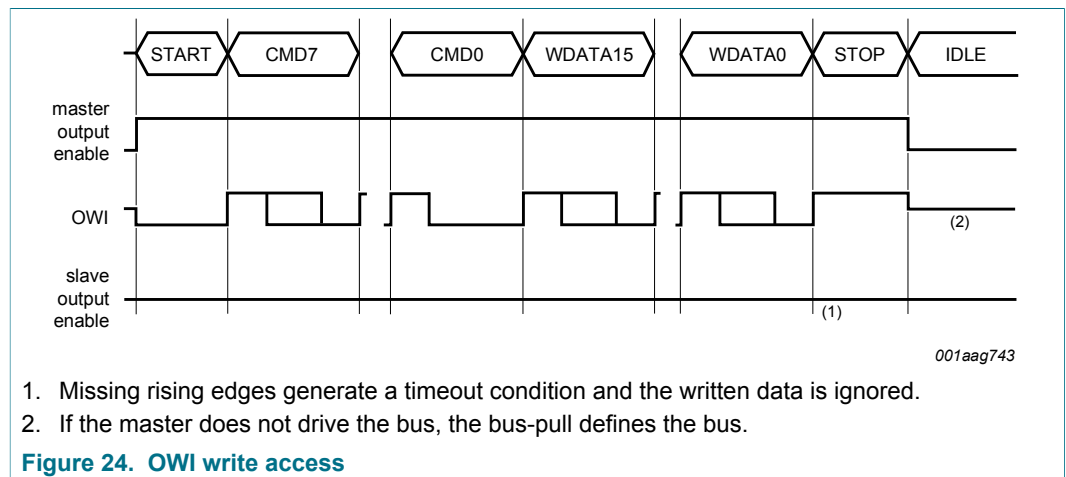 START CMD7 CMD0 WDATA15 WDATA0 STOP IDLE
master
output
enable
OWI
(2)
slave
output
enable
(1)
001aag743
1. Missing rising edges generate a timeout condition and the written data is ignored.
2. If the master does not drive the bus, the bus-pull defines the bus.
Figure 24. OWI write access